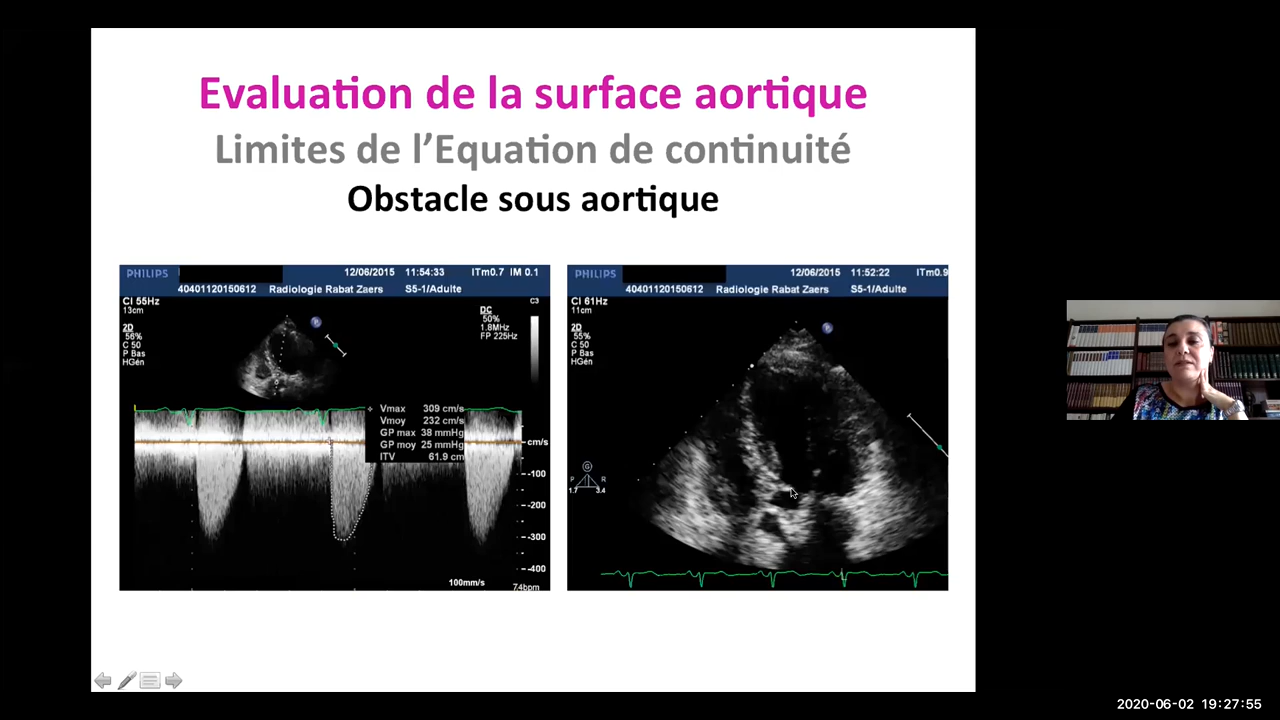 Evaluation de la surface aortique
Limites de l’Equation de continuité
Obstacle sous aortique
PHILIPS 12/06/2015 11:54:33 ITm0.7 IM 0.1
40401120150612 Radiologie Rabat Zaers S5-1/Adulte
CI 55Hz
13cm
2D
56%
C 50
P Bas
HGén
C3
DC
50%
1.8MHz
FP 225Hz
P
Vmax 309 cm/s
Vmoy 232 cm/s
GP max 38 mmHg
GP moy 25 mmHg
ITV 61.9 cm
cm/s
-100
-200
-300
-400
100mm/s
74bpm
PHILIPS 12/06/2015 11:52:22 ITm0.9
40401120150612 Radiologie Rabat Zaers S5-1/Adulte
CI 61Hz
11cm
2D
55%
C 50
P Bas
HGén
P
G
P R
1.7 3.4
2020-06-02 19:27:55